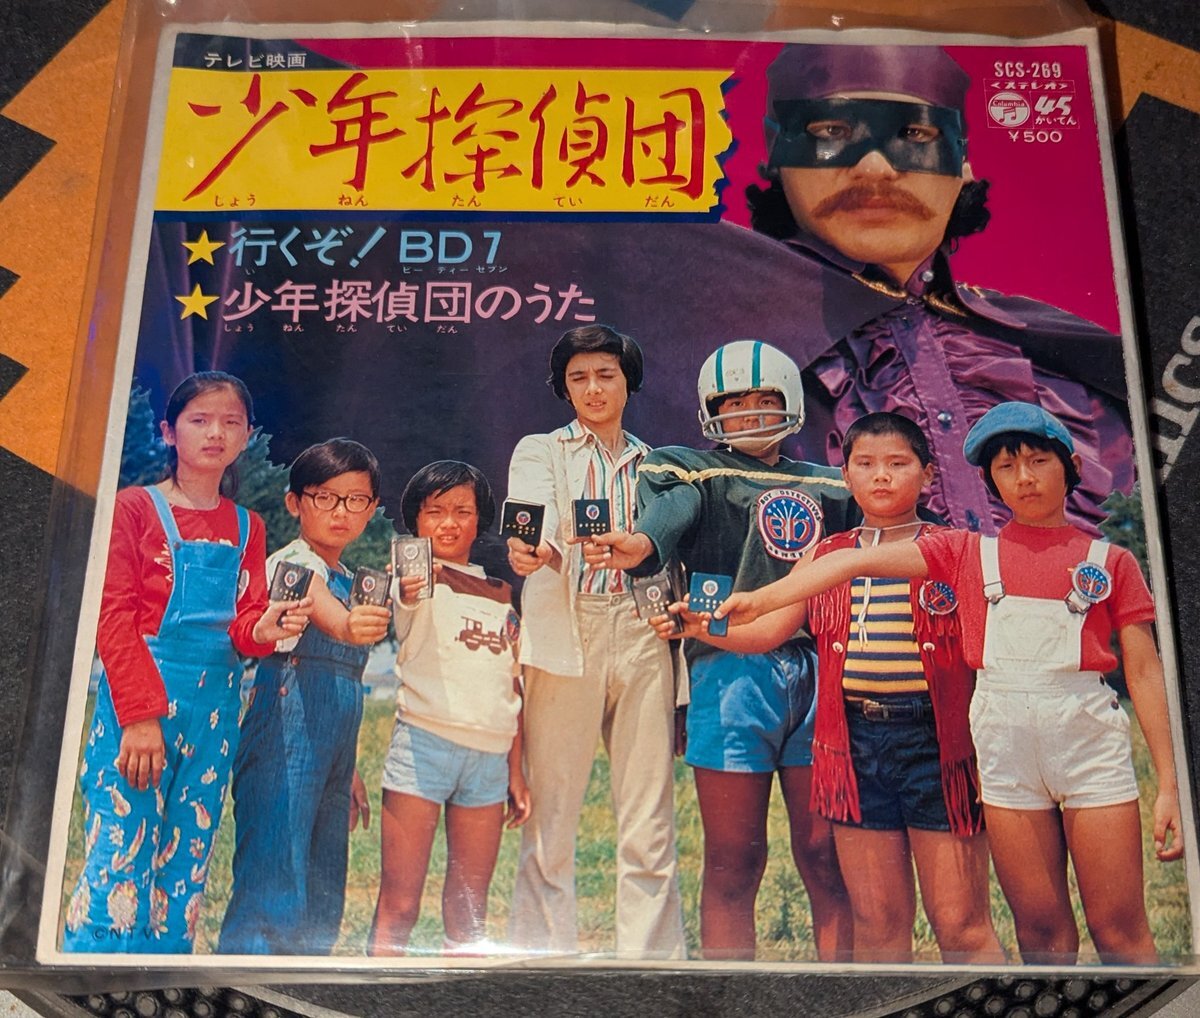 テレビ映画
少年探偵団
しょう ねん たん てい だん
★行くぞ！BD7
い ビー ディー セブン
★少年探偵団のうた
しょう ねん たん てい だん
SCS-269
<ステレオ>
Columbia
45
かいてん
¥500
BOY DETECTIVES
BD
©NTV